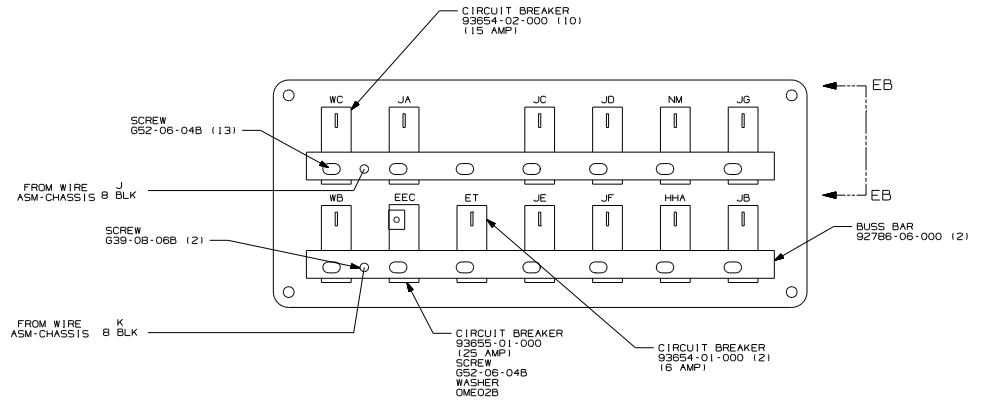 CIRCUIT BREAKER
93654-02-000 (10)
(15 AMP)
EB
WC JA JC JD NM JG
SCREW
G52-06-04B (13)
FROM WIRE J
ASM-CHASSIS 8 BLK
EB
WB EEC ET JE JF HHA JB
SCREW
G39-08-06B (2)
BUSS BAR
92786-06-000 (2)
FROM WIRE K
ASM-CHASSIS 8 BLK
CIRCUIT BREAKER
93655-01-000
(25 AMP)
SCREW
G52-06-04B
WASHER
OME02B
CIRCUIT BREAKER
93654-01-000 (2)
(6 AMP)